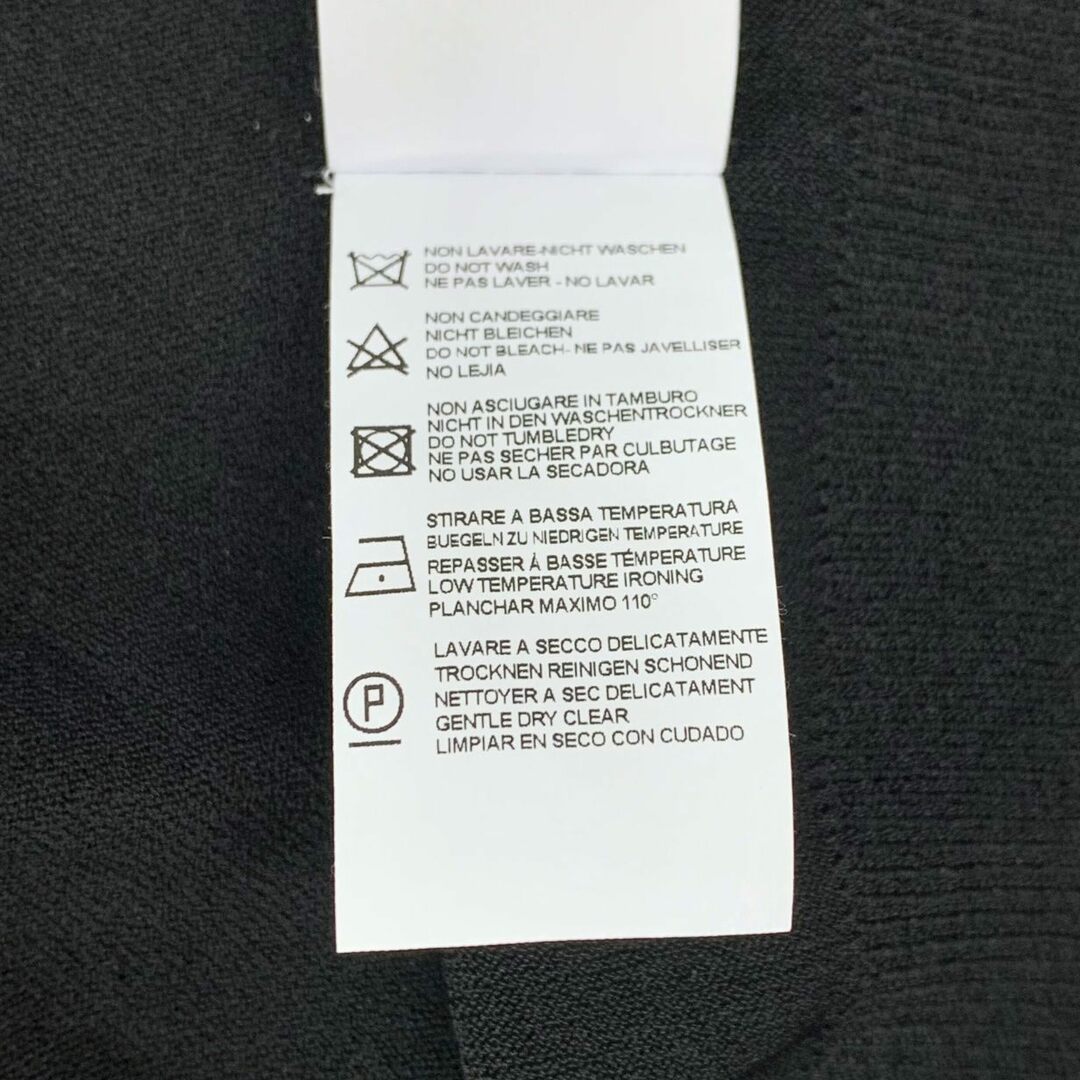 NON LAVARE-NICHT WASCHEN
DO NOT WASH
NE PAS LAVER - NO LAVAR
NON CANDEGGIARE
NICHT BLEICHEN
DO NOT BLEACH- NE PAS JAVELLISER
NO LEJIA
NON ASCIUGARE IN TAMBURO
NICHT IN DEN WASCHENTROCKNER
DO NOT TUMBLEDRY
NE PAS SECHER PAR CULBUTAGE
NO USAR LA SECADORA
STIRARE A BASSA TEMPERATURA
BUEGELN ZU NIEDRIGEN TEMPERATURE
REPASSER À BASSE TÉMPERATURE
LOW TEMPERATURE IRONING
PLANCHAR MAXIMO 110°
LAVARE A SECCO DELICATAMENTE
TROCKNEN REINIGEN SCHONEND
NETTOYER A SEC DELICATAMENT
P
GENTLE DRY CLEAR
LIMPIAR EN SECO CON CUDADO